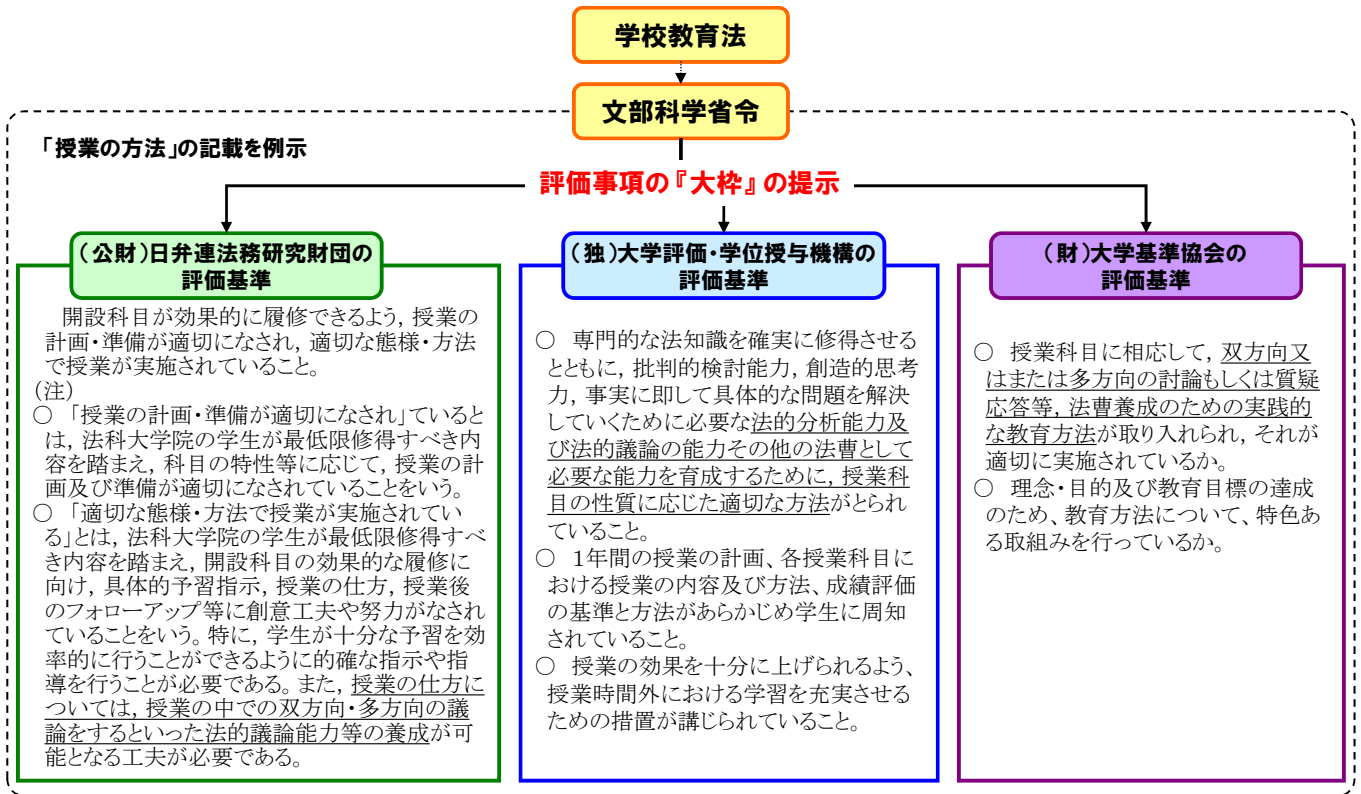 学校教育法
文部科学省令
「授業の方法」の記載を例示
評価事項の『大枠』の提示
(公財)日弁連法務研究財団の
評価基準
開設科目が効果的に履修できるよう, 授業の
計画・準備が適切になされ, 適切な態様・方法
で授業が実施されていること。
(注)
○ 「授業の計画・準備が適切になされ」ていると
は, 法科大学院の学生が最低限修得すべき内
容を踏まえ, 科目の特性等に応じて, 授業の計
画及び準備が適切になされていることをいう。
○ 「適切な態様・方法で授業が実施されてい
る」とは, 法科大学院の学生が最低限修得すべ
き内容を踏まえ, 開設科目の効果的な履修に
向け, 具体的予習指示, 授業の仕方, 授業後
のフォローアップ等に創意工夫や努力がなされ
ていることをいう。特に, 学生が十分な予習を効
率的に行うことができるように的確な指示や指
導を行うことが必要である。また, 授業の仕方に
ついては, 授業の中での双方向・多方向の議
論をするといった法的議論能力等の養成が可
能となる工夫が必要である。
(独)大学評価・学位授与機構の
評価基準
○ 専門的な法知識を確実に修得させる
とともに, 批判的検討能力, 創造的思考
力, 事実に即して具体的な問題を解決
していくために必要な法的分析能力及
び法的議論の能力その他の法曹として
必要な能力を育成するために, 授業科
目の性質に応じた適切な方法がとられ
ていること。
○ 1年間の授業の計画、各授業科目に
おける授業の内容及び方法、成績評価
の基準と方法があらかじめ学生に周知
されていること。
○ 授業の効果を十分に上げられるよう、
授業時間外における学習を充実させる
ための措置が講じられていること。
(財)大学基準協会の
評価基準
○ 授業科目に相応して, 双方向又
はまたは多方向の討論もしくは質疑
応答等, 法曹養成のための実践的
な教育方法が取り入れられ, それが
適切に実施されているか。
○ 理念・目的及び教育目標の達成
のため、教育方法について、特色あ
る取組みを行っているか。